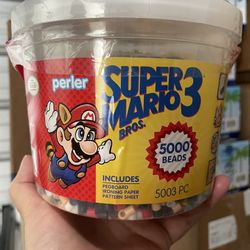 perler
SUPER
MARIO 3
BROS.
5000
BEADS
INCLUDES
PEGBOARD
IRONING PAPER
PATTERN SHEET
5003 PC